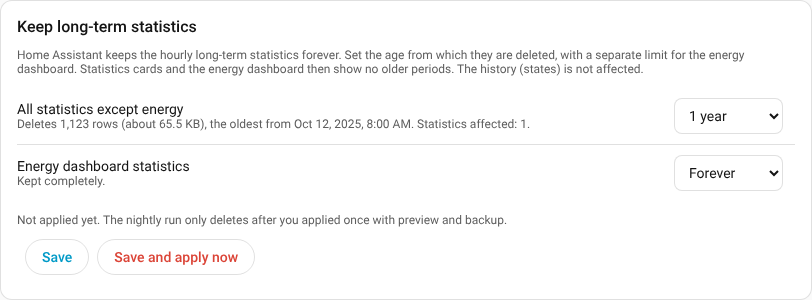 Keep long-term statistics
Home Assistant keeps the hourly long-term statistics forever. Set the age from which they are deleted, with a separate limit for the energy
dashboard. Statistics cards and the energy dashboard then show no older periods. The history (states) is not affected.
All statistics except energy
Deletes 1,123 rows (about 65.5 KB), the oldest from Oct 12, 2025, 8:00 AM. Statistics affected: 1.
1 year
Energy dashboard statistics
Kept completely.
Forever
Not applied yet. The nightly run only deletes after you applied once with preview and backup.
Save
Save and apply now